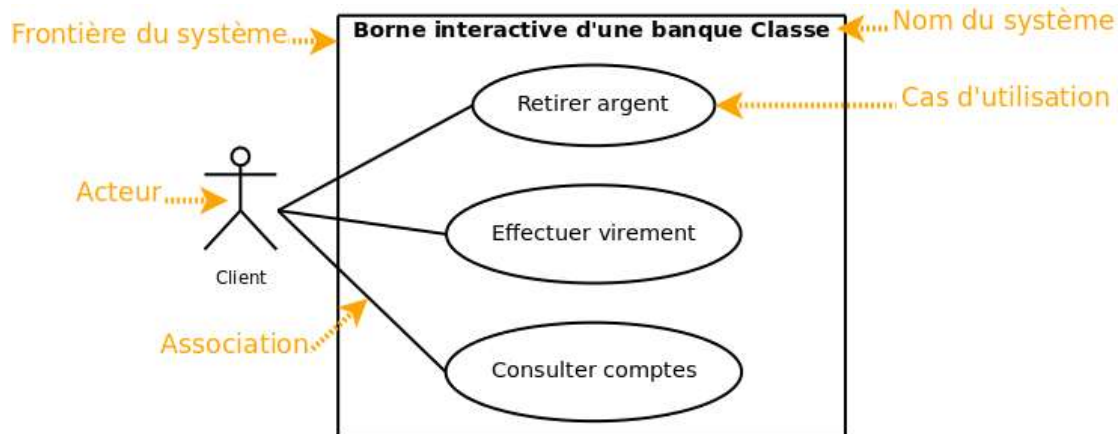 Frontière du système
Borne interactive d'une banque Classe
Nom du système
Retirer argent
Cas d'utilisation
Acteur
Client
Effectuer virement
Association
Consulter comptes